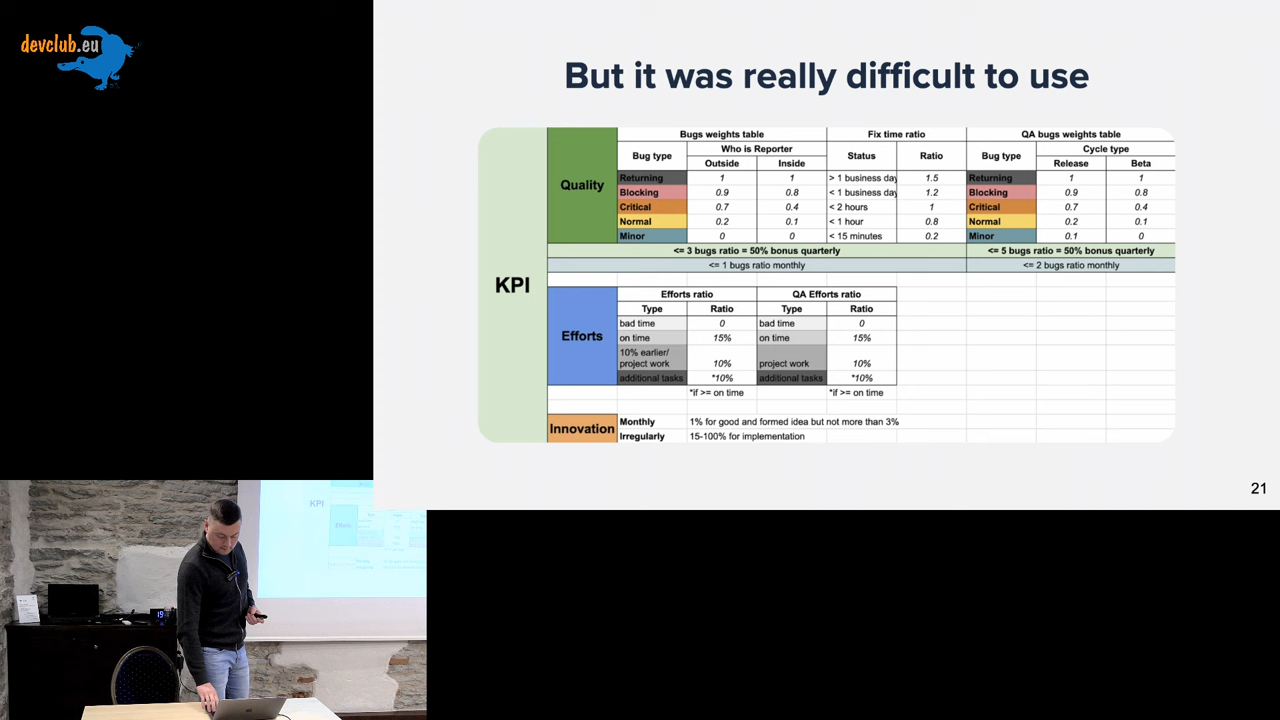 devclub.eu
But it was really difficult to use
KPI
Quality
Bugs weights table Fix time ratio QA bugs weights table
Bug type Who is Reporter Status Ratio Bug type Cycle type
Outside Inside Release Beta
Returning 1 1 > 1 business day 1.5 Returning 1 1
Blocking 0.9 0.8 < 1 business day 1.2 Blocking 0.9 0.8
Critical 0.7 0.4 < 2 hours 1 Critical 0.7 0.4
Normal 0.2 0.1 < 1 hour 0.8 Normal 0.2 0.1
Minor 0 0 < 15 minutes 0.2 Minor 0.1 0
<= 3 bugs ratio = 50% bonus quarterly <= 5 bugs ratio = 50% bonus quarterly
<= 1 bugs ratio monthly <= 2 bugs ratio monthly
Efforts
Efforts ratio QA Efforts ratio
Type Ratio Type Ratio
bad time 0 bad time 0
on time 15% on time 15%
10% earlier/
project work 10% project work 10%
additional tasks *10% additional tasks *10%
*if >= on time *if >= on time
Innovation
Monthly 1% for good and formed idea but not more than 3%
Irregularly 15-100% for implementation
21
KPI
Efforts
19